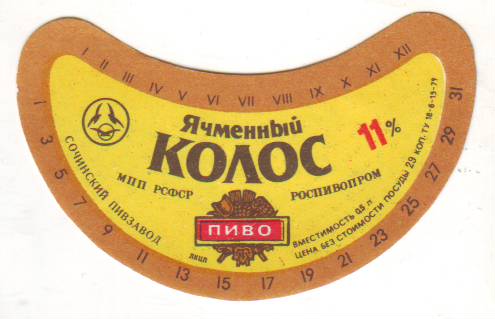 I II III IV V VI VII VIII IX X XI XII
Ячменный
КОЛОС
11%
МПП РСФСР
РОСПИВОПРОМ
ПИВО
СОЧИНСКИЙ ПИВЗАВОД
ВМЕСТИМОСТЬ 0,5 л
ЦЕНА БЕЗ СТОИМОСТИ ПОСУДЫ 29 КОП. ТУ 18-6-15-79
1 3 5 7 9 11 13 15 17 19 21 23 25 27 29 31